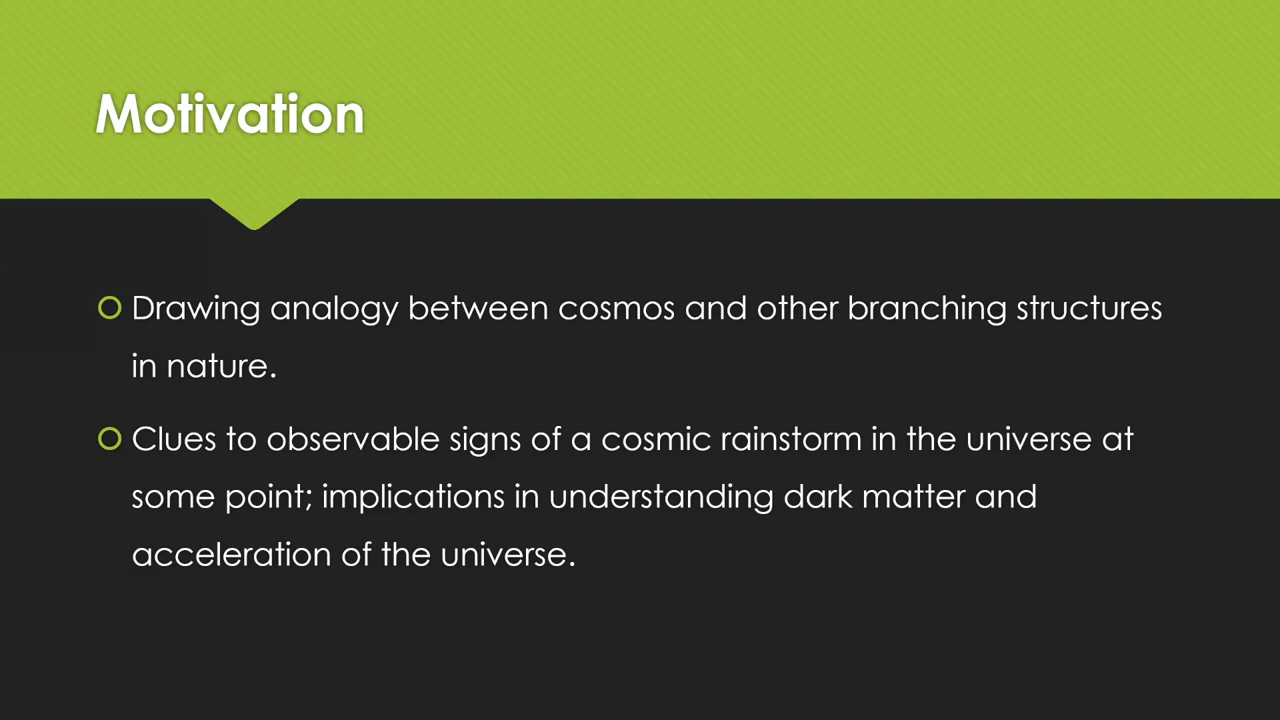 Motivation
Drawing analogy between cosmos and other branching structures
in nature.
Clues to observable signs of a cosmic rainstorm in the universe at
some point; implications in understanding dark matter and
acceleration of the universe.